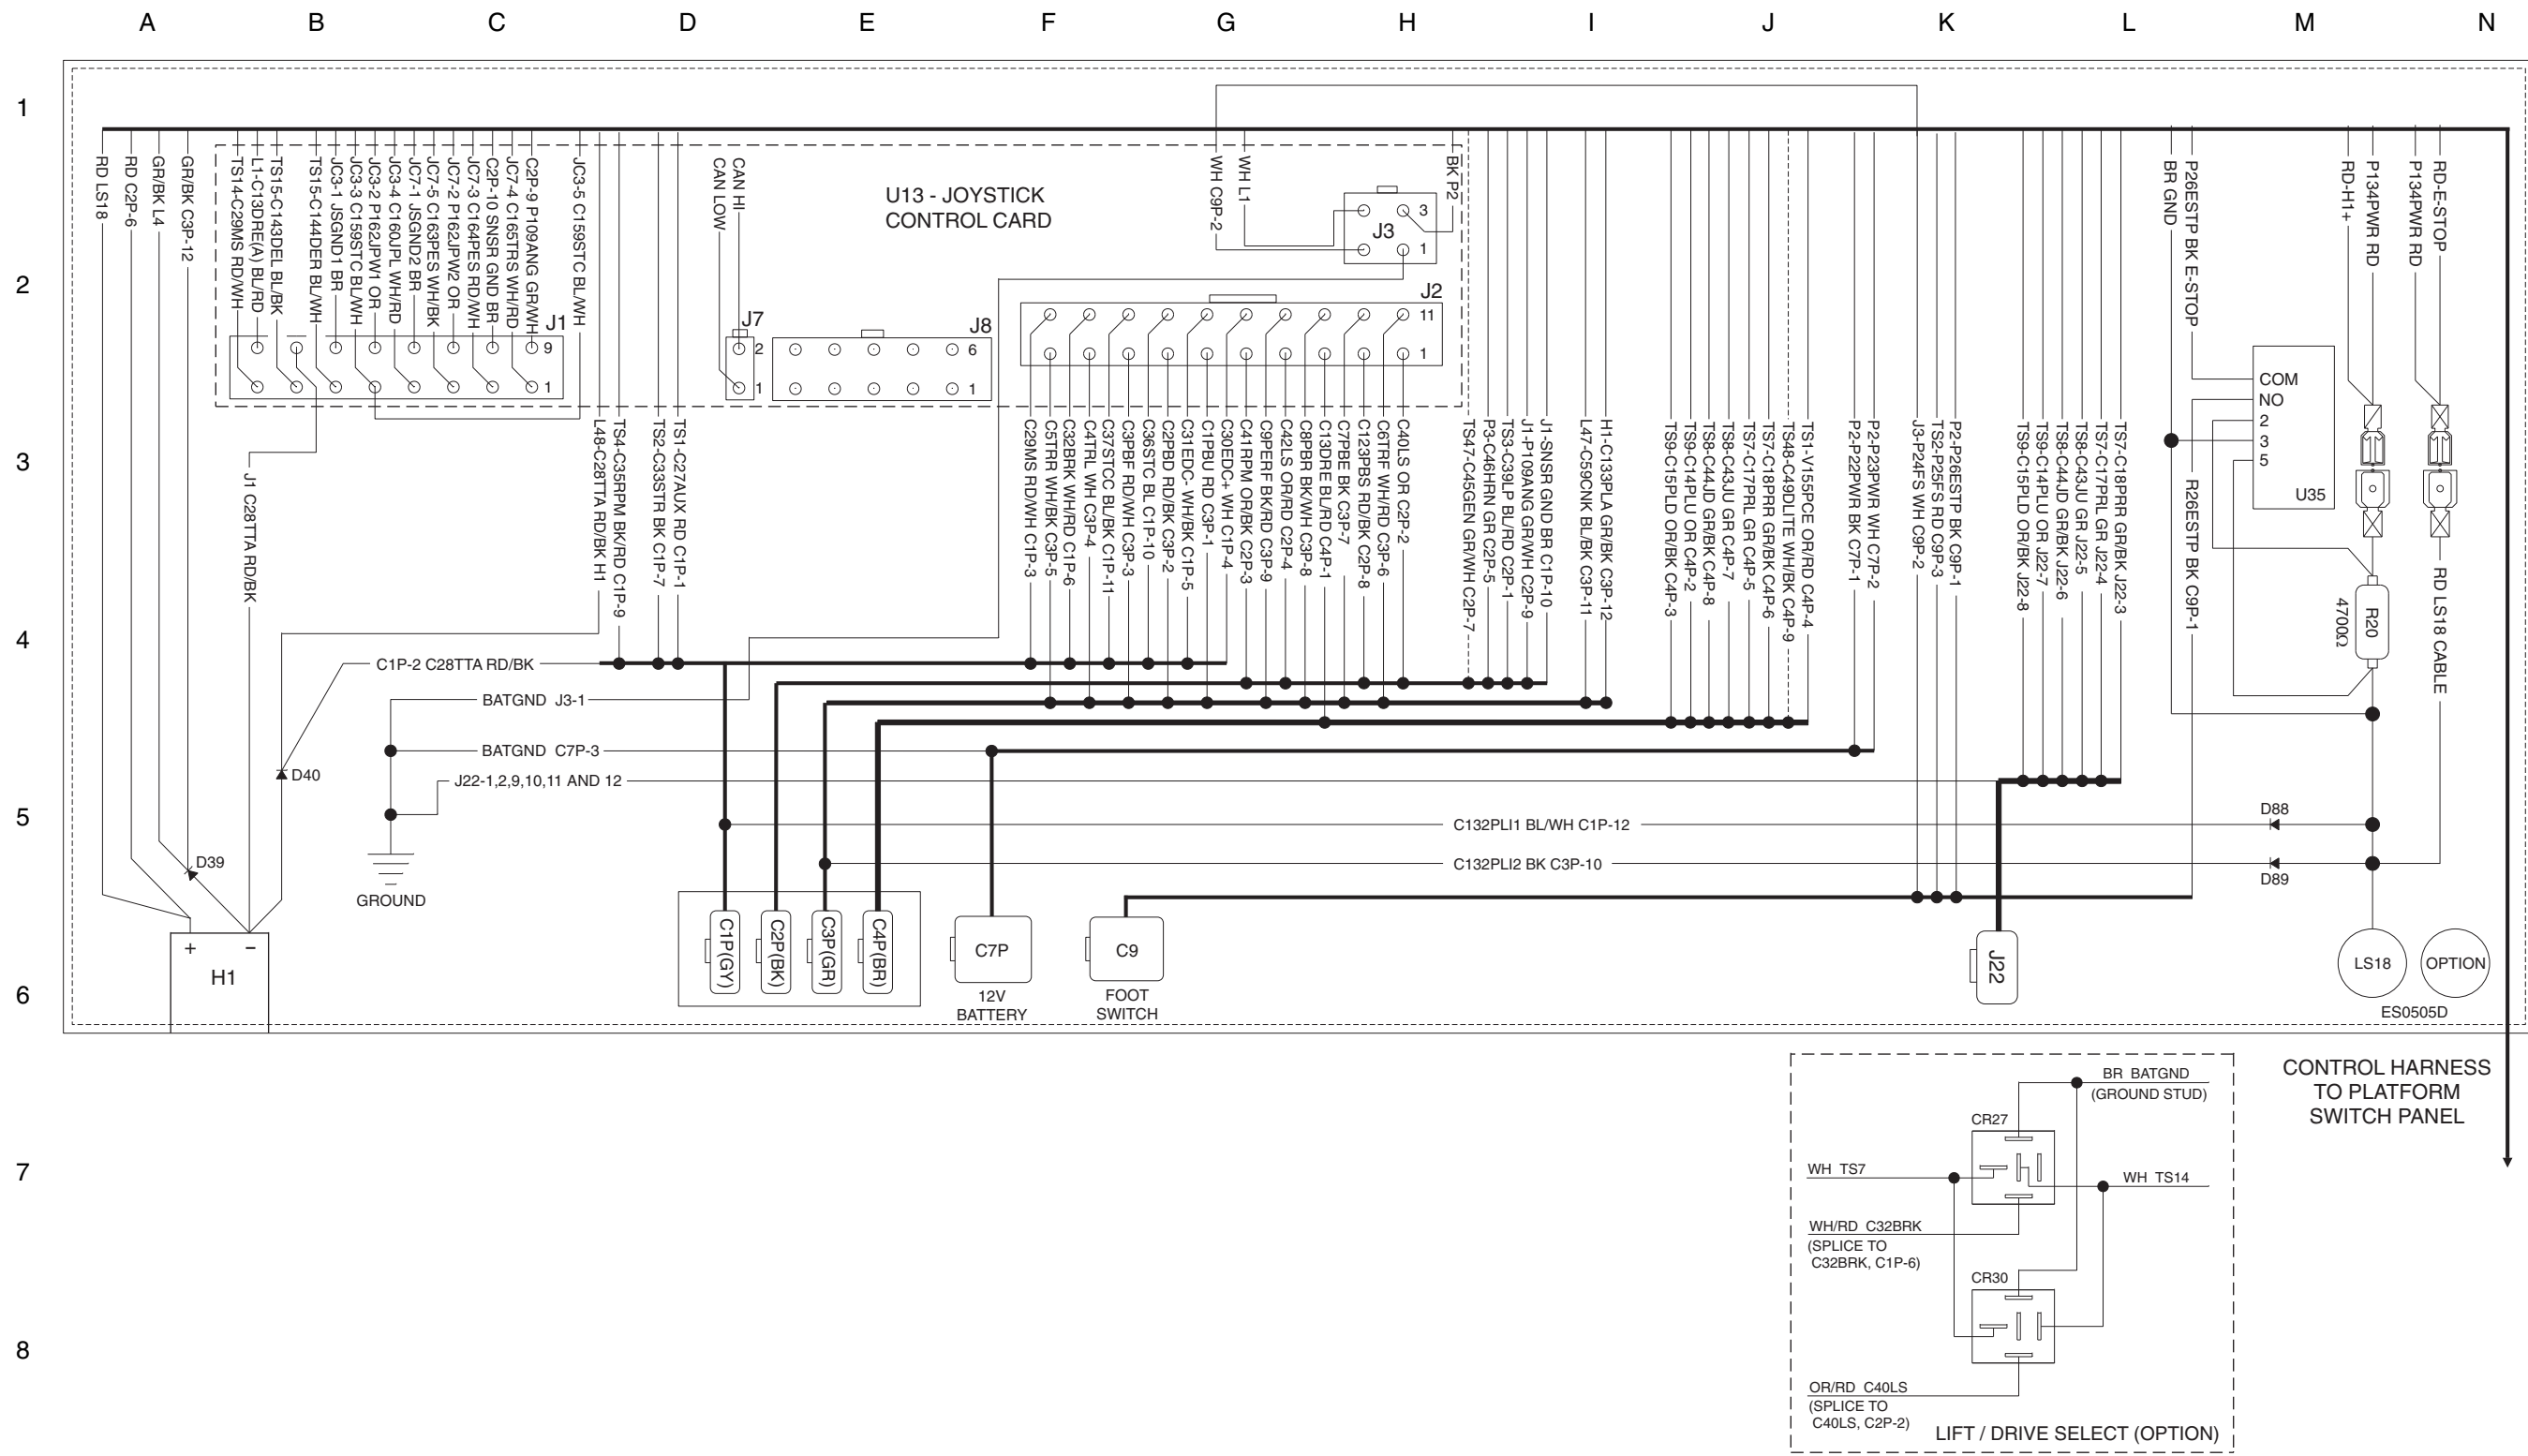 A B C D E F G H I J K L M N
1
2
3
4
5
6
7
8
RD LS18
RD C2P-6
GR/BK L4
GR/BK C3P-12
TS14-C29MS RD/WH
L1-C13DRE(A) BL/RD
TS15-C143DEL BL/BK
TS15-C144DER BL/WH
JC3-1 JSGND1 BR
JC3-3 C159STC BL/WH
JC3-2 P162JPW1 OR
JC3-4 C160JPL WH/RD
JC7-1 JSGND2 BR
JC7-5 C163PES WH/BK
JC7-2 P162JPW2 OR
JC7-3 C164PES RD/WH
C2P-10 SNSR GND BR
JC7-4 C165TRS WH/RD
C2P-9 P109ANG GR/WH
JC3-5 C159STC BL/WH
J1
9
1
CAN LOW
CAN HI
J7
2
1
J8
6
1
U13 - JOYSTICK
CONTROL CARD
WH C9P-2
WH L1
BK P2
J3
3
1
J2
11
1
BR GND
P26ESTP BK E-STOP
RD-H1+
P134PWR RD
P134PWR RD
RD-E-STOP
COM
NO
2
3
5
U35
J1 C28TTA RD/BK
L48-C28TTA RD/BK H1
TS4-C35RPM BK/RD C1P-9
TS2-C33STR BK C1P-7
TS1-C27AUX RD C1P-1
C29MS RD/WH C1P-3
C5TRR WH/BK C3P-5
C32BRK WH/RD C1P-6
C4TRL WH C3P-4
C37STCC BL/BK C1P-11
C3PBF RD/WH C3P-3
C36STC BL C1P-10
C2PBD RD/BK C3P-2
C31EDC- WH/BK C1P-5
C1PBU RD C3P-1
C30EDC+ WH C1P-4
C41RPM OR/BK C2P-3
C9PERF BK/RD C3P-9
C42LS OR/RD C2P-4
C8PBR BK/WH C3P-8
C13DRE BL/RD C4P-1
C7PBE BK C3P-7
C123PBS RD/BK C2P-8
C6TRF WH/RD C3P-6
C40LS OR C2P-2
TS47-C45GEN GR/WH C2P-7
P3-C46HRN GR C2P-5
TS3-C39LP BL/RD C2P-1
J1-P109ANG GR/WH C2P-9
J1-SNSR GND BR C1P-10
L47-C59CNK BL/BK C3P-11
H1-C133PLA GR/BK C3P-12
TS9-C15PLD OR/BK C4P-3
TS9-C14PLU OR C4P-2
TS8-C44JD GR/BK C4P-8
TS8-C43JU GR C4P-7
TS7-C17PRL GR C4P-5
TS7-C18PRR GR/BK C4P-6
TS48-C49DLITE WH/BK C4P-9
TS1-V155PCE OR/RD C4P-4
P2-P22PWR BK C7P-1
P2-P23PWR WH C7P-2
J3-P24FS WH C9P-2
TS2-P25FS RD C9P-3
P2-P26ESTP BK C9P-1
TS9-C15PLD OR/BK J22-8
TS9-C14PLU OR J22-7
TS8-C44JD GR/BK J22-6
TS8-C43JU GR J22-5
TS7-C17PRL GR J22-4
TS7-C18PRR GR/BK J22-3
R26ESTP BK C9P-1
R20
4700Ω
RD LS18 CABLE
C1P-2 C28TTA RD/BK
BATGND J3-1
BATGND C7P-3
J22-1,2,9,10,11 AND 12
D40
D39
GROUND
C132PLI1 BL/WH C1P-12
C132PLI2 BK C3P-10
D88
D89
+
−
H1
C1P(GY)
C2P(BK)
C3P(GR)
C4P(BR)
C7P
12V
BATTERY
C9
FOOT
SWITCH
J22
LS18
OPTION
ES0505D
CONTROL HARNESS
TO PLATFORM
SWITCH PANEL
BR BATGND
(GROUND STUD)
CR27
WH TS7
WH TS14
WH/RD C32BRK
(SPLICE TO
C32BRK, C1P-6)
CR30
OR/RD C40LS
(SPLICE TO
C40LS, C2P-2)
LIFT / DRIVE SELECT (OPTION)